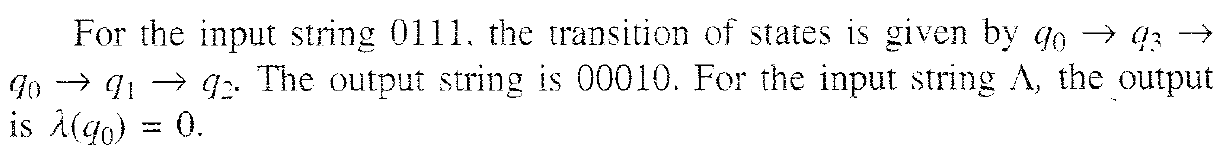 For the input string 0111, the transition of states is given by q₀ → q₃ →
q₀ → q₁ → q₂. The output string is 00010. For the input string Λ, the output
is λ(q₀) = 0.